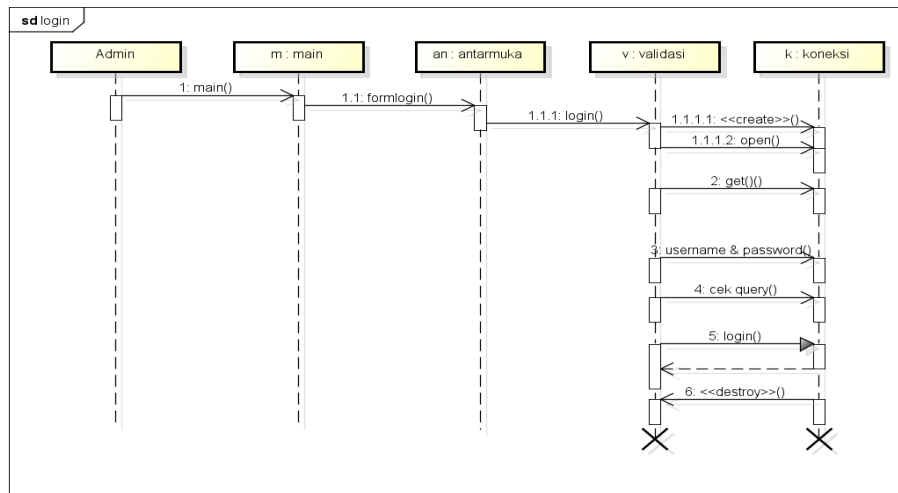 sd login
Admin
m : main
an : antarmuka
v : validasi
k : koneksi
1: main()
1.1: formlogin()
1.1.1: login()
1.1.1.1: <<create>>()
1.1.1.2: open()
2: get()()
3: username & password()
4: cek query()
5: login()
6: <<destroy>>()